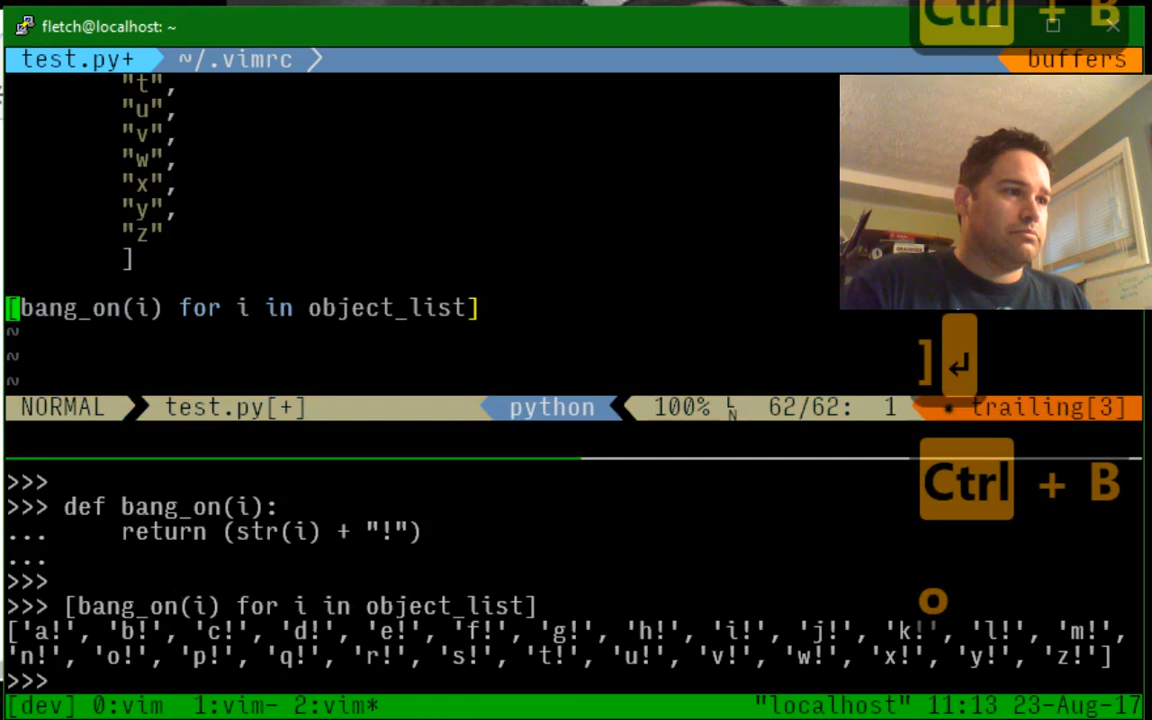 fletch@localhost: ~
Ctrl + B
test.py+ ~/.vimrc buffers
"t",
"u",
"v",
"w",
"x",
"y",
"z"
]
[bang_on(i) for i in object_list]
~
~
~
] ↵
NORMAL test.py[+] python 100% LN 62/62: 1 trailing[3]
Ctrl + B
>>>
>>> def bang_on(i):
... return (str(i) + "!")
...
>>>
>>> [bang_on(i) for i in object_list]
o
['a!', 'b!', 'c!', 'd!', 'e!', 'f!', 'g!', 'h!', 'i!', 'j!', 'k!', 'l!', 'm!',
'n!', 'o!', 'p!', 'q!', 'r!', 's!', 't!', 'u!', 'v!', 'w!', 'x!', 'y!', 'z!']
>>>
[dev] 0:vim 1:vim- 2:vim* "localhost" 11:13 23-Aug-17